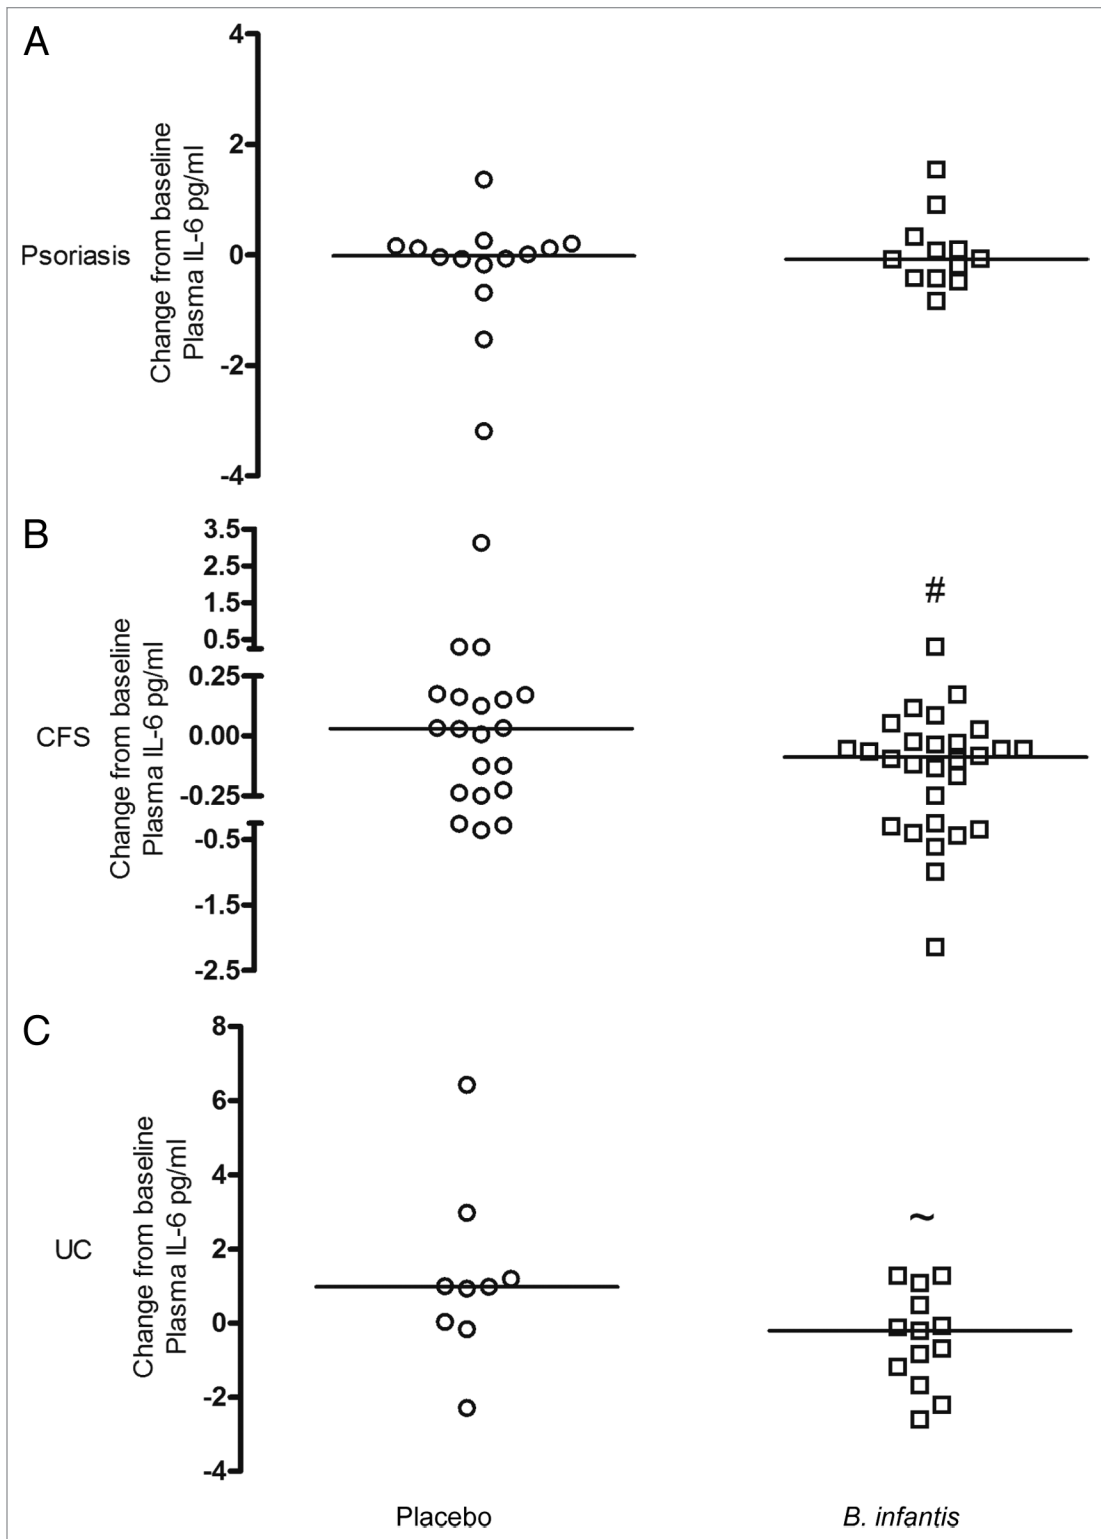 A
4
2
0
-2
-4
Psoriasis
Change from baseline
Plasma IL-6 pg/ml
B
3.5
2.5
1.5
0.5
0.25
0.00
-0.25
-0.5
-1.5
-2.5
CFS
Change from baseline
Plasma IL-6 pg/ml
#
C
8
6
4
2
0
-2
-4
UC
Change from baseline
Plasma IL-6 pg/ml
~
Placebo
B. infantis